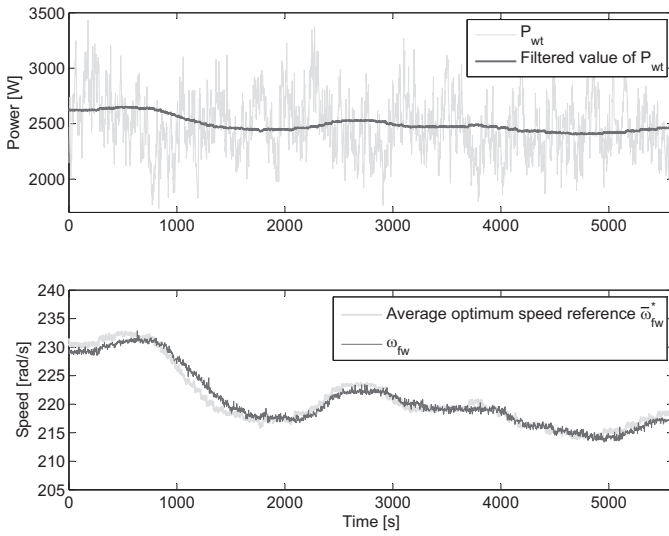 3500
3000
2500
2000
Power [W]
P_wt
Filtered value of P_wt
0 1000 2000 3000 4000 5000
240
235
230
225
220
215
210
205
Speed [rad/s]
Average optimum speed reference ω̅*_fw
ω_fw
0 1000 2000 3000 4000 5000
Time [s]